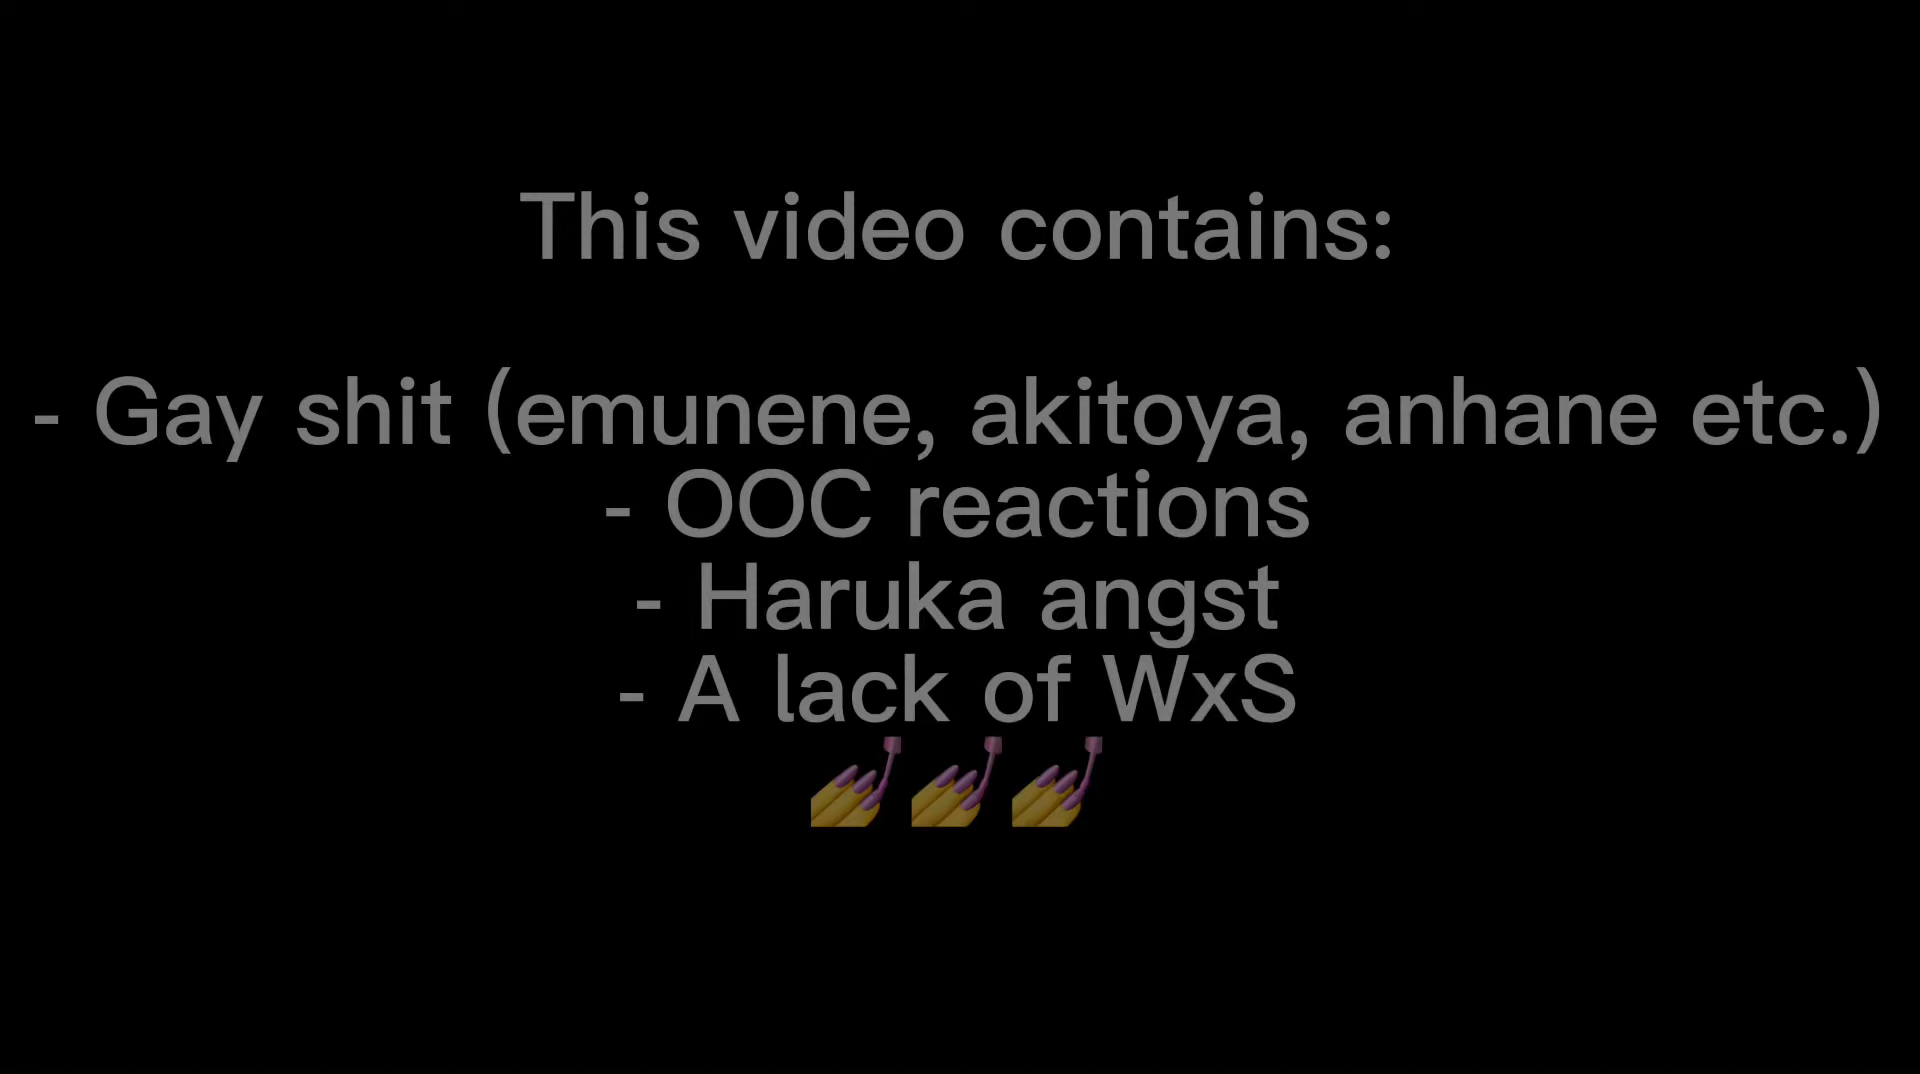 This video contains:
- Gay shit (emunene, akitoya, anhane etc.)
- OOC reactions
- Haruka angst
- A lack of WxS
💅💅💅